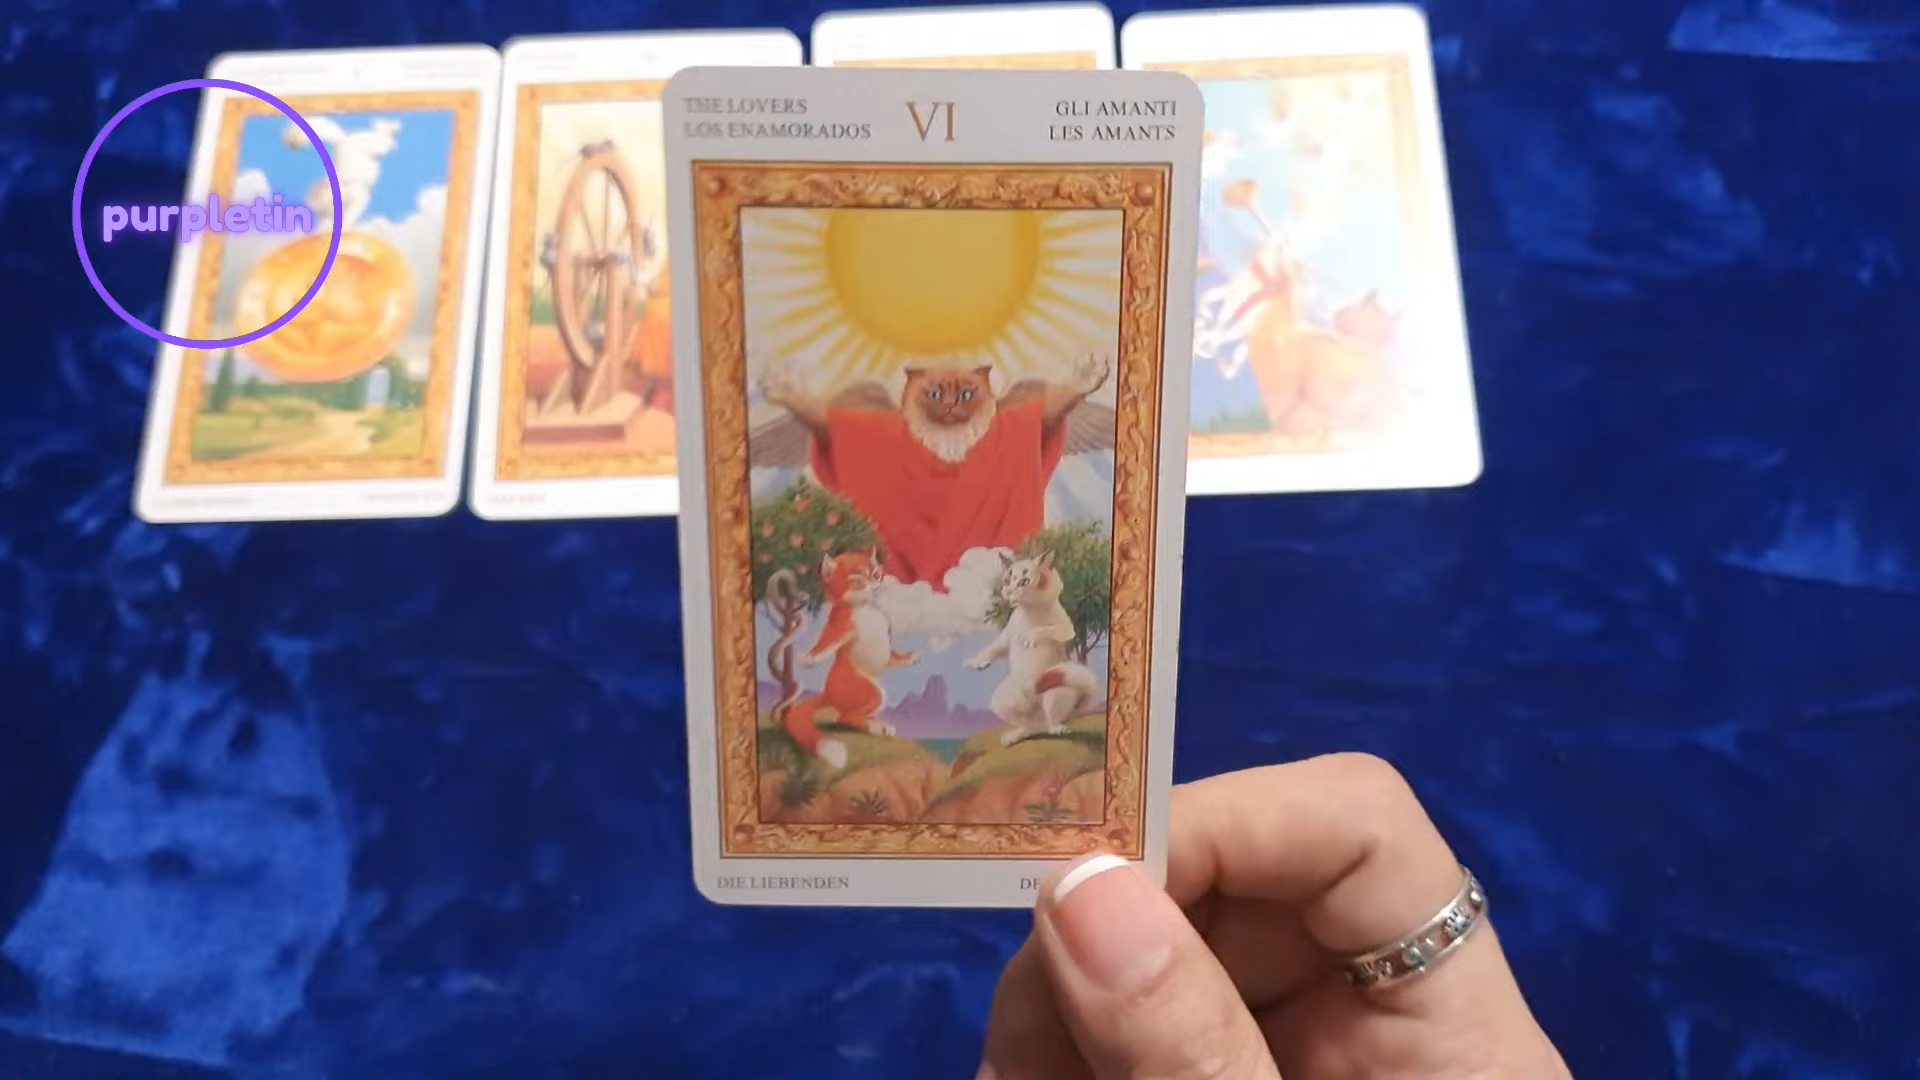 purpletin
THE LOVERS
LOS ENAMORADOS
VI
GLI AMANTI
LES AMANTS
DIE LIEBENDEN